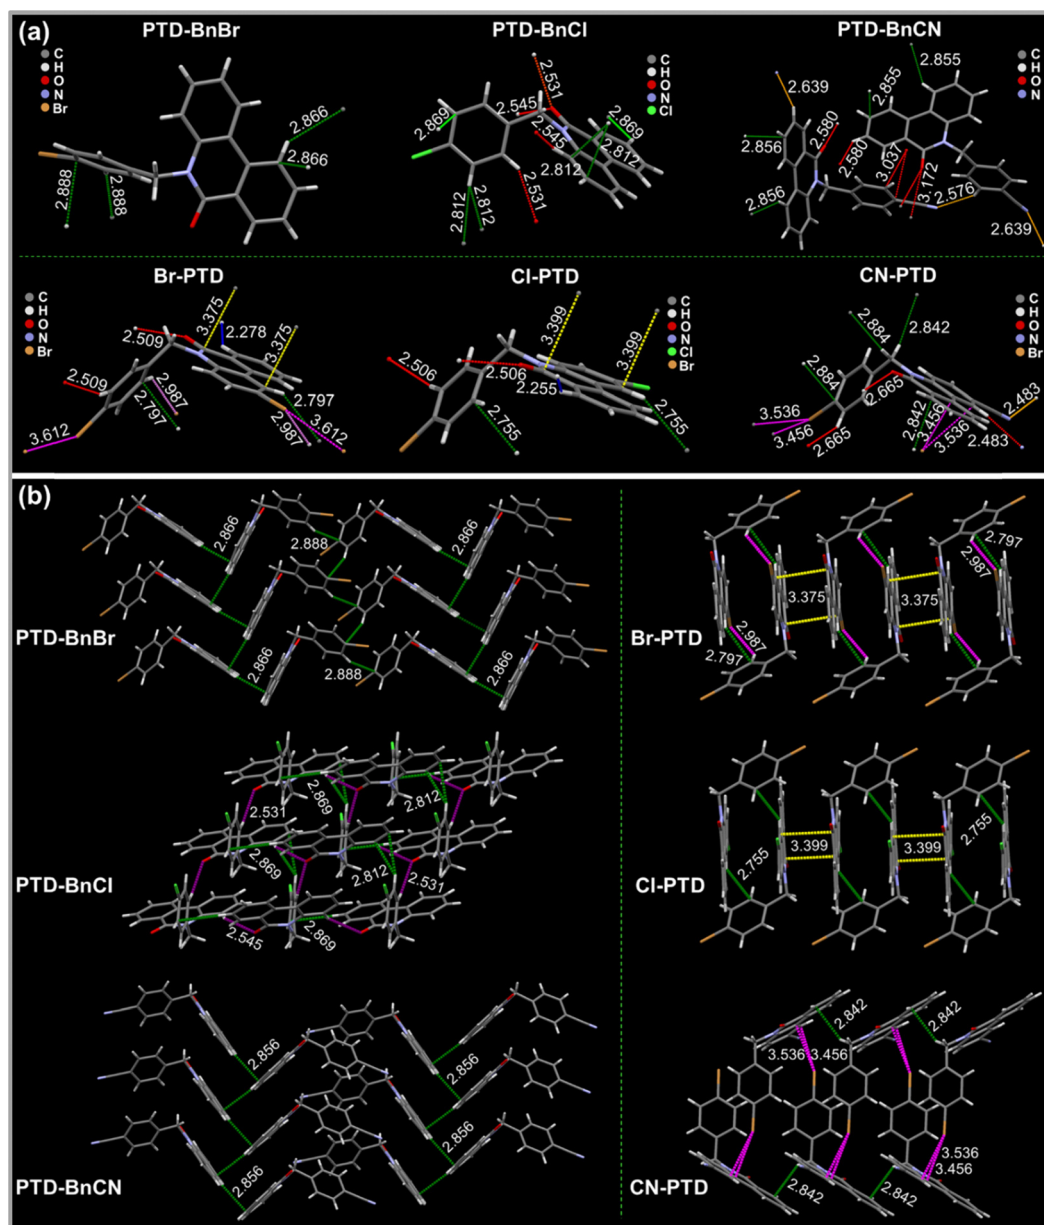 (a)
PTD-BnBr
C
H
O
N
Br
2.866
2.866
2.888
2.888
PTD-BnCl
C
H
O
N
Cl
2.531
2.545
2.869
2.869
2.545
2.812
2.812
2.531
2.812
2.812
PTD-BnCN
C
H
O
N
2.855
2.855
2.639
2.580
2.856
2.580
3.037
3.172
2.576
2.856
2.639
Br-PTD
C
H
O
N
Br
3.375
2.278
3.375
2.509
2.509
2.987
2.797
2.797
2.987
3.612
3.612
Cl-PTD
C
H
O
N
Cl
Br
3.399
3.399
2.506
2.506
2.255
2.755
2.755
CN-PTD
C
H
O
N
Br
2.884
2.842
2.884
2.665
2.483
3.536
3.456
2.842
3.456
3.536
2.483
2.665
(b)
PTD-BnBr
2.866
2.888
2.866
2.866
2.888
2.866
Br-PTD
2.797
2.987
3.375
3.375
2.987
2.797
PTD-BnCl
2.531
2.869
2.812
2.869
2.812
2.531
2.545
2.869
Cl-PTD
2.755
3.399
3.399
2.755
PTD-BnCN
2.856
2.856
2.856
2.856
CN-PTD
2.842
2.842
3.536
3.456
3.536
3.456
2.842
2.842